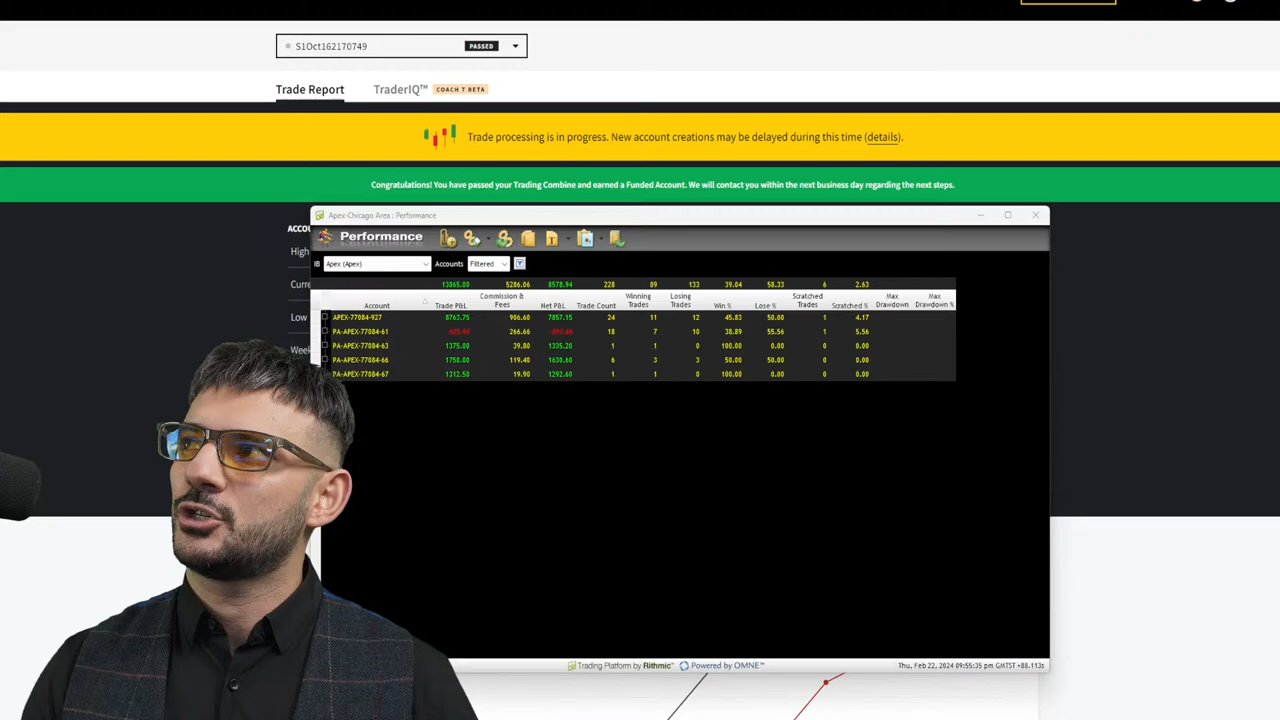 S1Oct162170749 PASSED
Trade Report TraderIQ™ COACH T BETA
Trade processing is in progress. New account creations may be delayed during this time (details).
Congratulations! You have passed your Trading Combine and earned a Funded Account. We will contact you within the next business day regarding the next steps.
ACCOU
High
Curre
Low
Week
Apex-Chicago Area : Performance
Performance
IB Apex (Apex) Accounts Filtered
13865.00 5286.06 8578.94 228 89 133 39.04 58.33 6 2.63
Account Trade P&L Commission & Fees Net P&L Trade Count Winning Trades Losing Trades Win % Lose % Scratched Trades Scratched % Max Drawdown Max Drawdown %
APEX-77084-927 8763.75 906.60 7857.15 24 11 12 45.83 50.00 1 4.17
PA-APEX-77084-61 266.66 18 7 10 38.89 55.56 1 5.56
PA-APEX-77084-63 1375.00 39.80 1335.20 1 1 0 100.00 0.00 0 0.00
PA-APEX-77084-66 1750.00 119.40 1630.60 6 3 3 50.00 50.00 0 0.00
PA-APEX-77084-67 1312.50 19.90 1292.60 1 1 0 100.00 0.00 0 0.00
Trading Platform by Rithmic™ Powered by OMNE™ Thu, Feb 22, 2024 09:55:35 pm GMTST +88.113s